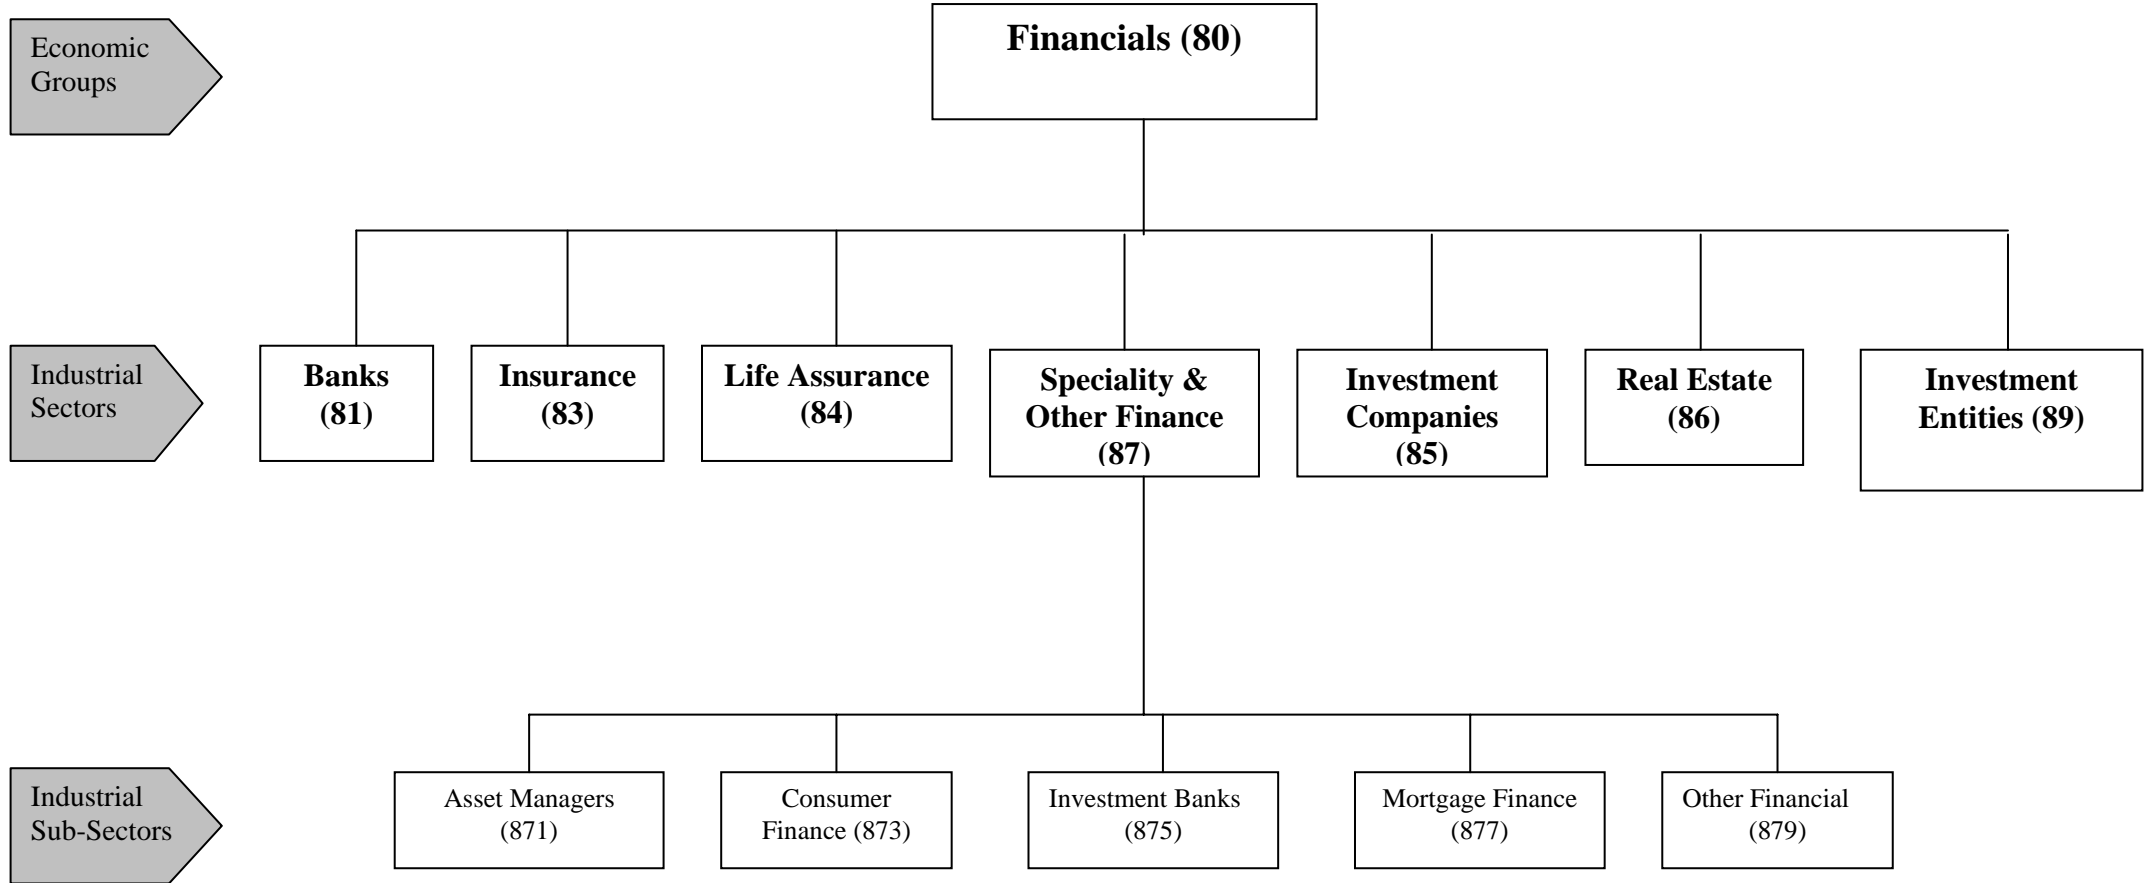 Economic
Groups
Financials (80)
Industrial
Sectors
Banks
(81)
Insurance
(83)
Life Assurance
(84)
Speciality &
Other Finance
(87)
Investment
Companies
(85)
Real Estate
(86)
Investment
Entities (89)
Industrial
Sub-Sectors
Asset Managers
(871)
Consumer
Finance (873)
Investment Banks
(875)
Mortgage Finance
(877)
Other Financial
(879)